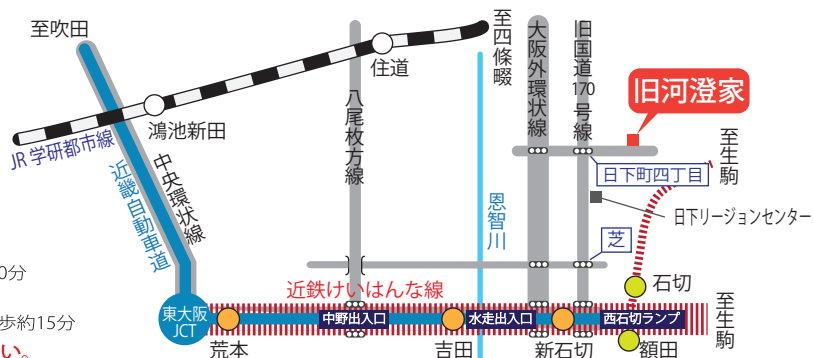 至吹田
至四條畷
大阪外環状線
旧国道170号線
旧河澄家
住道
八尾枚方線
鴻池新田
JR 学研都市線
近畿自動車道
中央環状線
至生駒
日下町四丁目
恩智川
日下リージョンセンター
芝
0分
近鉄けいはんな線
石切
歩約15分
い。
東大阪
JCT
中野出入口
水走出入口
西石切ランプ
至生駒
荒本
吉田
新石切
額田